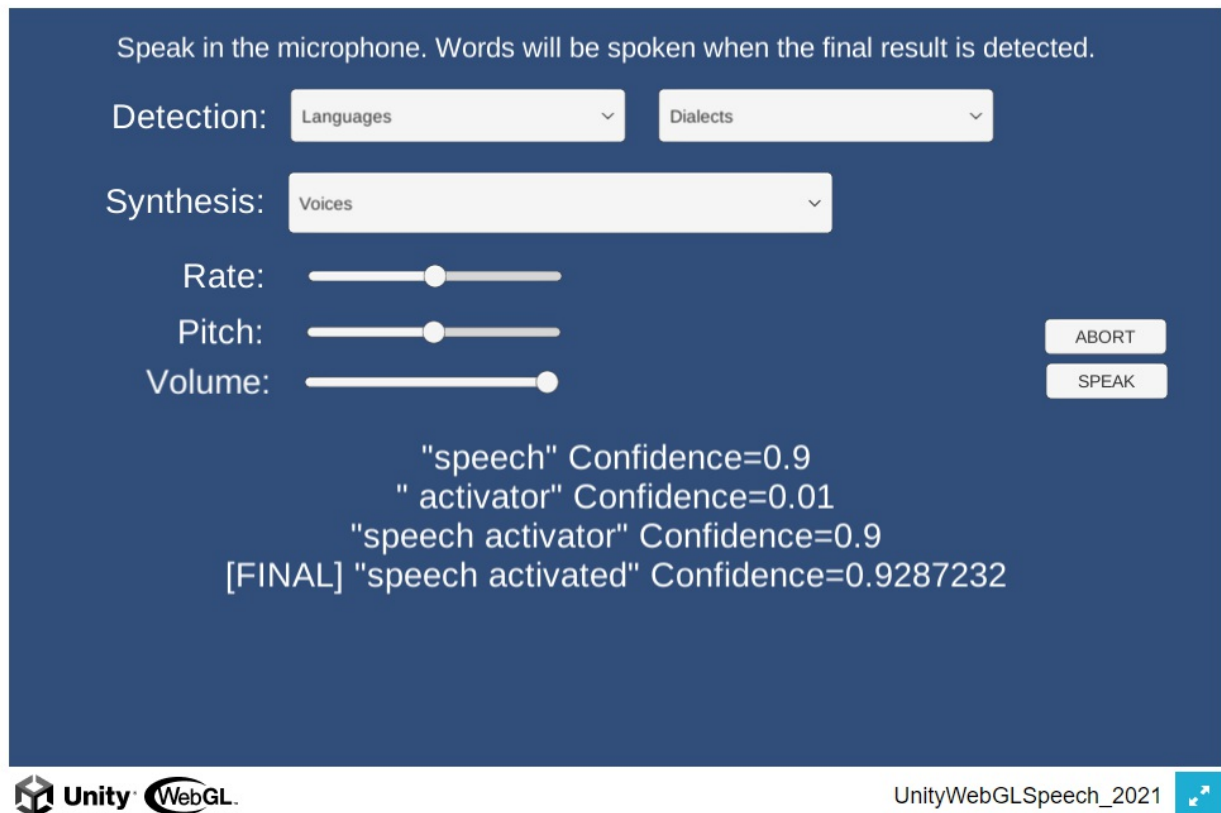 Speak in the microphone. Words will be spoken when the final result is detected.
Detection:
Languages
Dialects
Synthesis:
Voices
Rate:
Pitch:
ABORT
Volume:
SPEAK
"speech" Confidence=0.9
" activator" Confidence=0.01
"speech activator" Confidence=0.9
[FINAL] "speech activated" Confidence=0.9287232
Unity WebGL.
UnityWebGLSpeech_2021